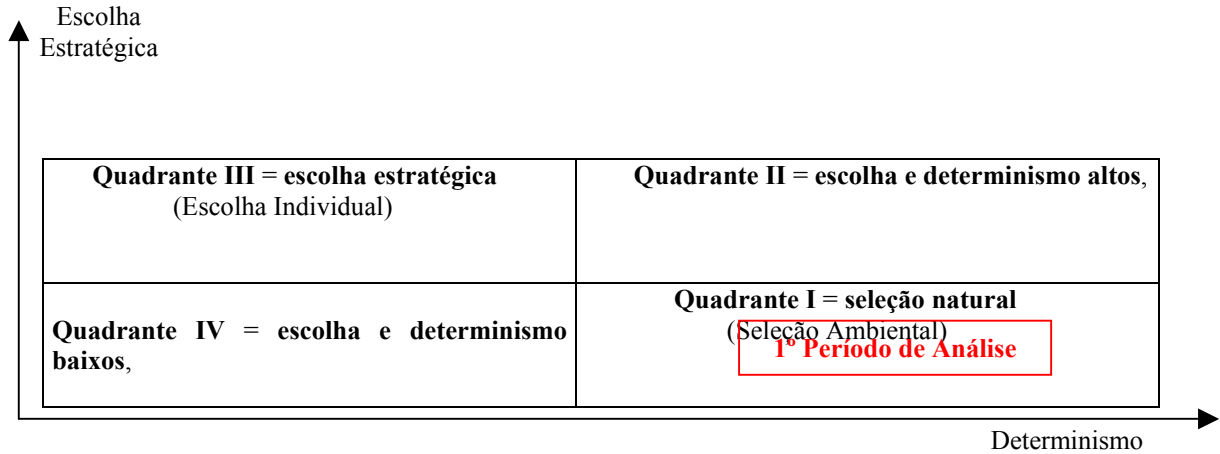 Escolha
Estratégica
Quadrante III = escolha estratégica
(Escolha Individual)
Quadrante II = escolha e determinismo altos,
Quadrante IV = escolha e determinismo
baixos,
Quadrante I = seleção natural
(Seleção Ambiental)
1º Período de Análise
Determinismo